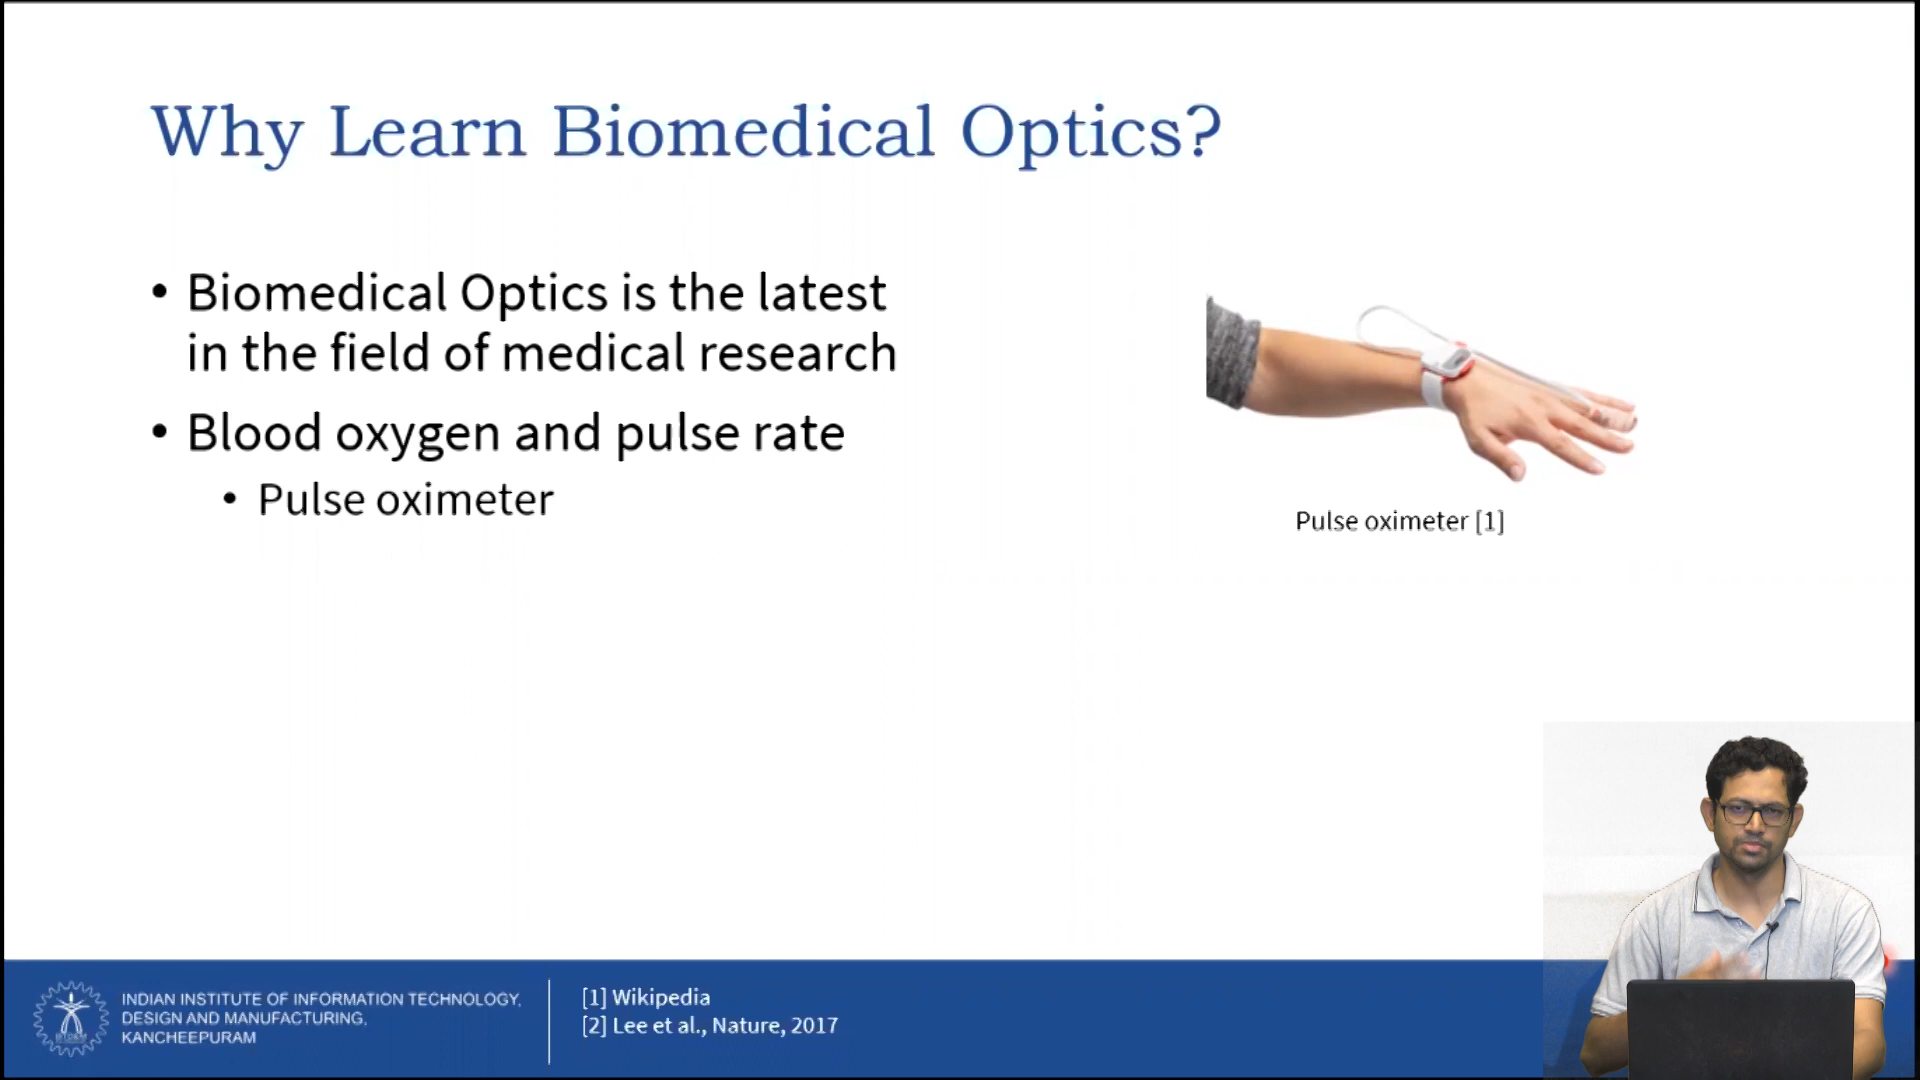 Why Learn Biomedical Optics?
• Biomedical Optics is the latest
in the field of medical research
• Blood oxygen and pulse rate
• Pulse oximeter
Pulse oximeter [1]
INDIAN INSTITUTE OF INFORMATION TECHNOLOGY,
DESIGN AND MANUFACTURING,
KANCHEEPURAM
[1] Wikipedia
[2] Lee et al., Nature, 2017